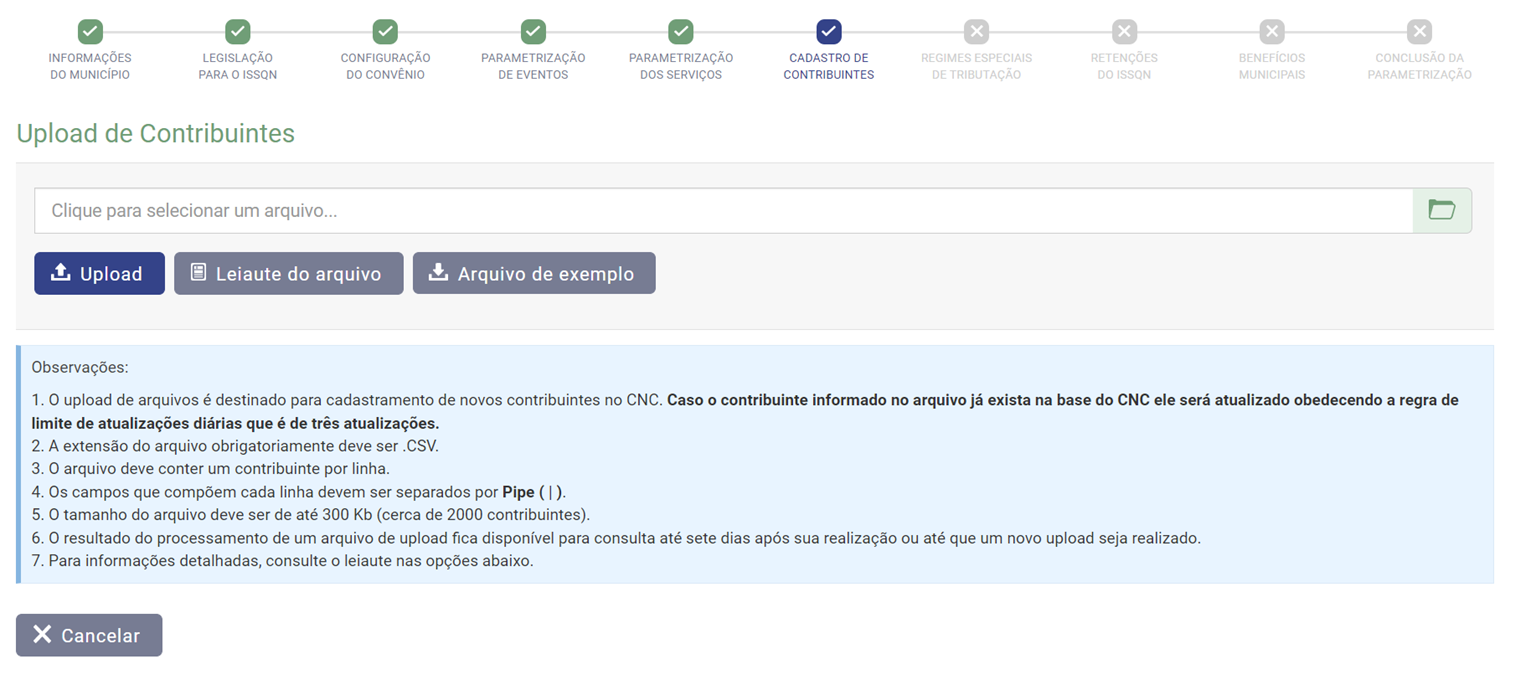 INFORMAÇÕES
DO MUNICÍPIO
LEGISLAÇÃO
PARA O ISSQN
CONFIGURAÇÃO
DO CONVÊNIO
PARAMETRIZAÇÃO
DE EVENTOS
PARAMETRIZAÇÃO
DOS SERVIÇOS
CADASTRO DE
CONTRIBUINTES
REGIMES ESPECIAIS
DE TRIBUTAÇÃO
RETENÇÕES
DO ISSQN
BENEFÍCIOS
MUNICIPAIS
CONCLUSÃO DA
PARAMETRIZAÇÃO
Upload de Contribuintes
Clique para selecionar um arquivo...
Upload
Leiaute do arquivo
Arquivo de exemplo
Observações:
1. O upload de arquivos é destinado para cadastramento de novos contribuintes no CNC. Caso o contribuinte informado no arquivo já exista na base do CNC ele será atualizado obedecendo a regra de
limite de atualizações diárias que é de três atualizações.
2. A extensão do arquivo obrigatoriamente deve ser .CSV.
3. O arquivo deve conter um contribuinte por linha.
4. Os campos que compõem cada linha devem ser separados por Pipe ( | ).
5. O tamanho do arquivo deve ser de até 300 Kb (cerca de 2000 contribuintes).
6. O resultado do processamento de um arquivo de upload fica disponível para consulta até sete dias após sua realização ou até que um novo upload seja realizado.
7. Para informações detalhadas, consulte o leiaute nas opções abaixo.
Cancelar